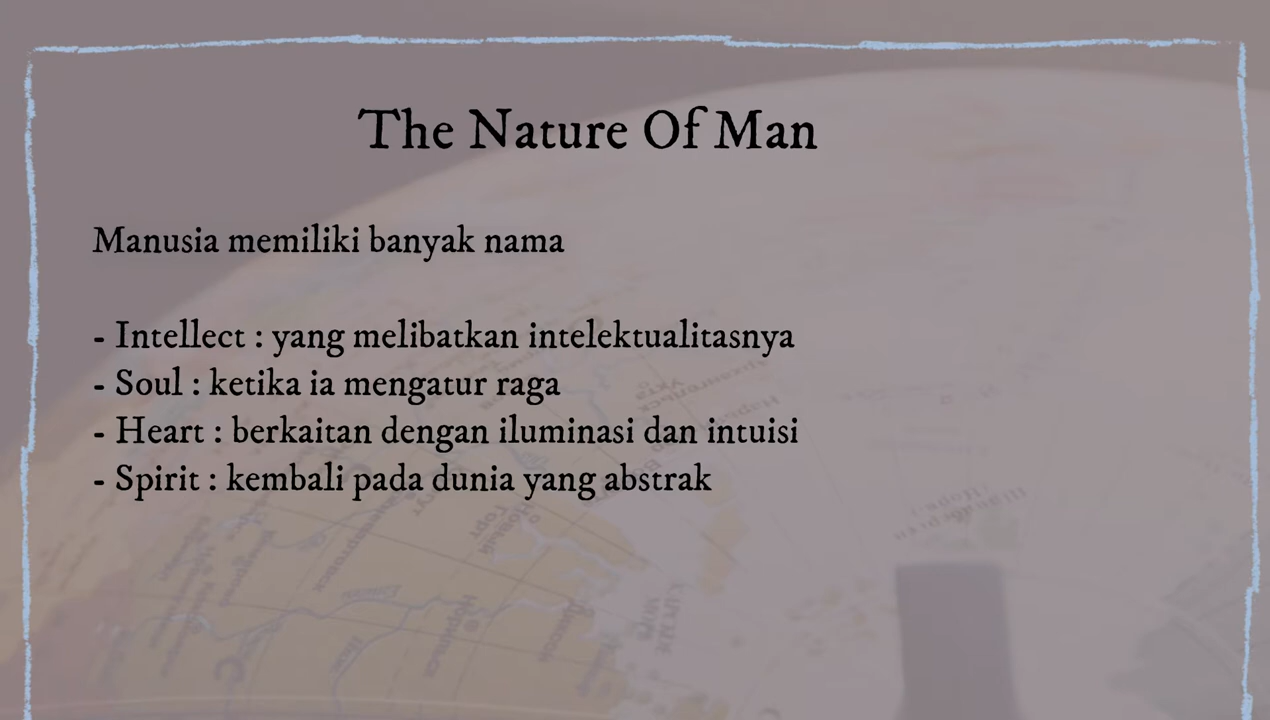 The Nature Of Man
Manusia memiliki banyak nama
- Intellect : yang melibatkan intelektualitasnya
- Soul : ketika ia mengatur raga
- Heart : berkaitan dengan iluminasi dan intuisi
- Spirit : kembali pada dunia yang abstrak